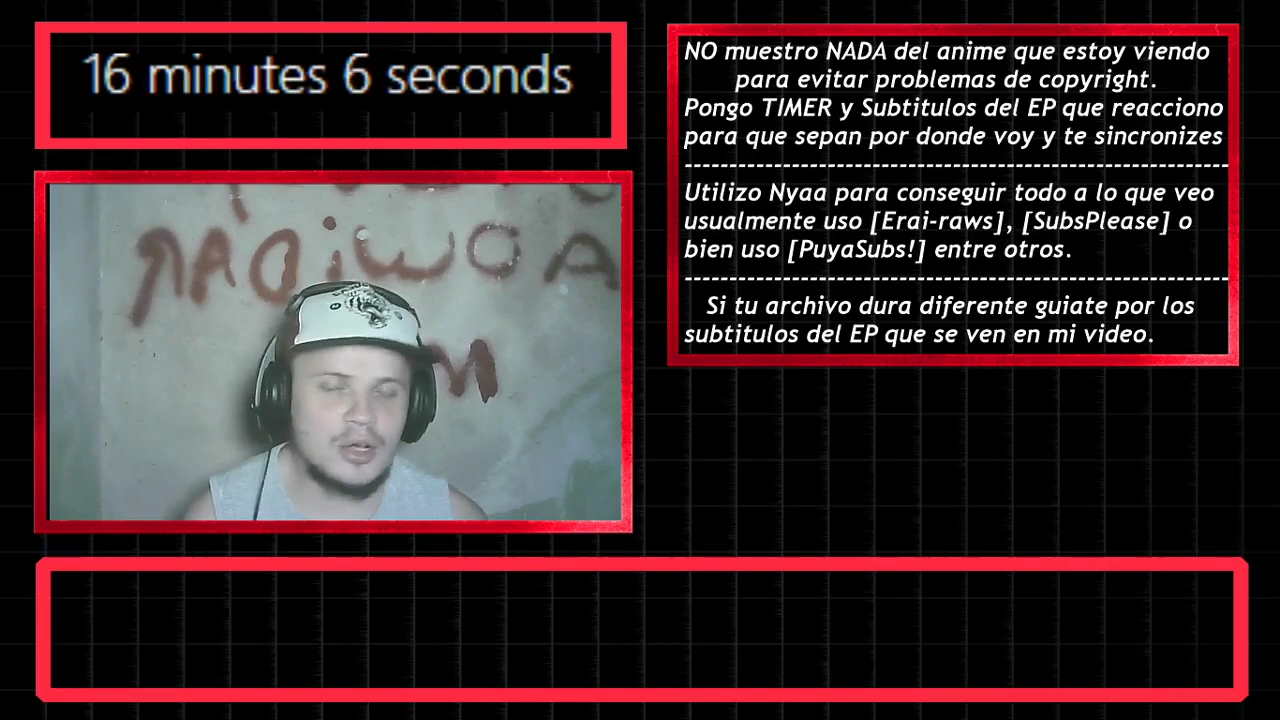 16 minutes 6 seconds
NO muestro NADA del anime que estoy viendo
para evitar problemas de copyright.
Pongo TIMER y Subtitulos del EP que reacciono
para que sepan por donde voy y te sincronizes
Utilizo Nyaa para conseguir todo a lo que veo
usualmente uso [Erai-raws], [SubsPlease] o
bien uso [PuyaSubs!] entre otros.
Si tu archivo dura diferente guiate por los
subtitulos del EP que se ven en mi video.